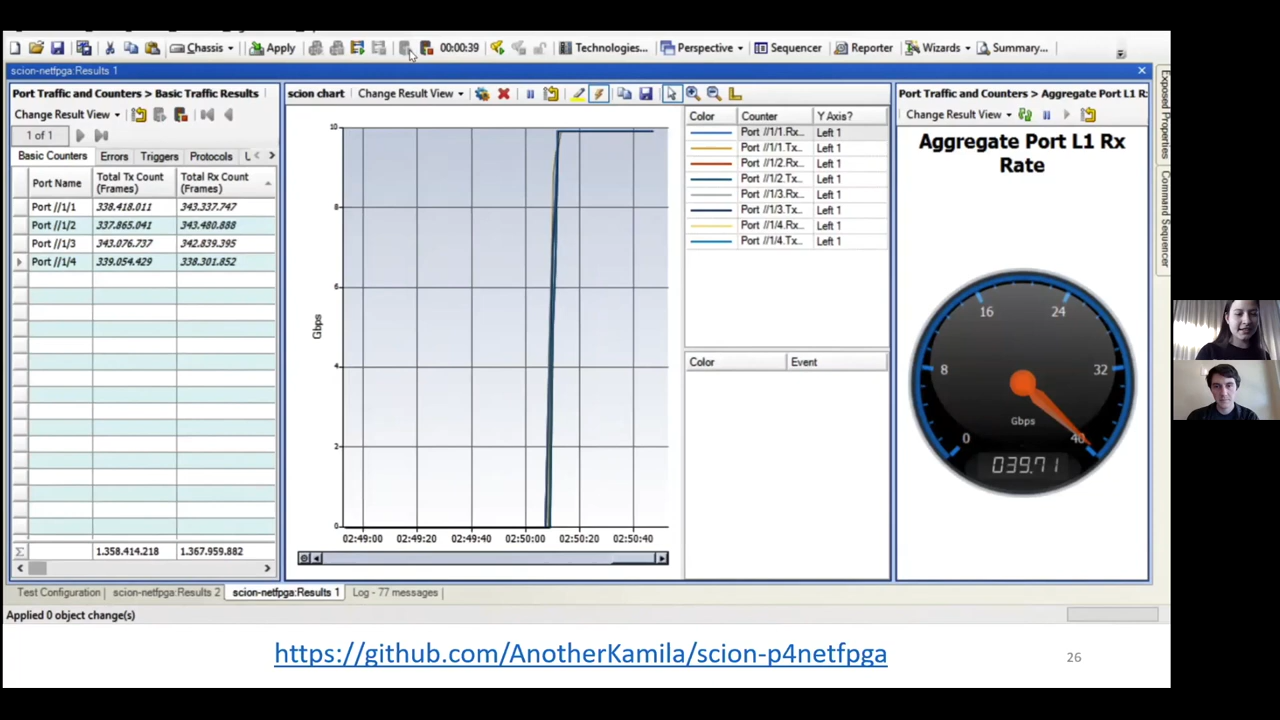 Chassis
Apply
00:00:39
Technologies...
Perspective
Sequencer
Reporter
Wizards
Summary...
scion-netfpga:Results 1
Port Traffic and Counters > Basic Traffic Results
Change Result View
1 of 1
Basic Counters Errors Triggers Protocols L
Port Name
Total Tx Count (Frames)
Total Rx Count (Frames)
Port //1/1 338.418.011 343.337.747
Port //1/2 337.865.041 343.480.888
Port //1/3 343.076.737 342.839.395
Port //1/4 339.054.429 338.301.852
1.358.414.218 1.367.959.882
scion chart Change Result View
10
8
6
4
2
0
Gbps
02:49:00 02:49:20 02:49:40 02:50:00 02:50:20 02:50:40
Color Counter Y Axis?
Port //1/1.Rx... Left 1
Port //1/1.Tx... Left 1
Port //1/2.Rx... Left 1
Port //1/2.Tx... Left 1
Port //1/3.Rx... Left 1
Port //1/3.Tx... Left 1
Port //1/4.Rx... Left 1
Port //1/4.Tx... Left 1
Color Event
Port Traffic and Counters > Aggregate Port L1 R
Change Result View
Aggregate Port L1 Rx
Rate
16 24
8 32
Gbps
0 40
039.71
Exposed Properties
Command Sequencer
Test Configuration scion-netfpga:Results 2 scion-netfpga:Results 1 Log - 77 messages
Applied 0 object change(s)
https://github.com/AnotherKamila/scion-p4netfpga
26